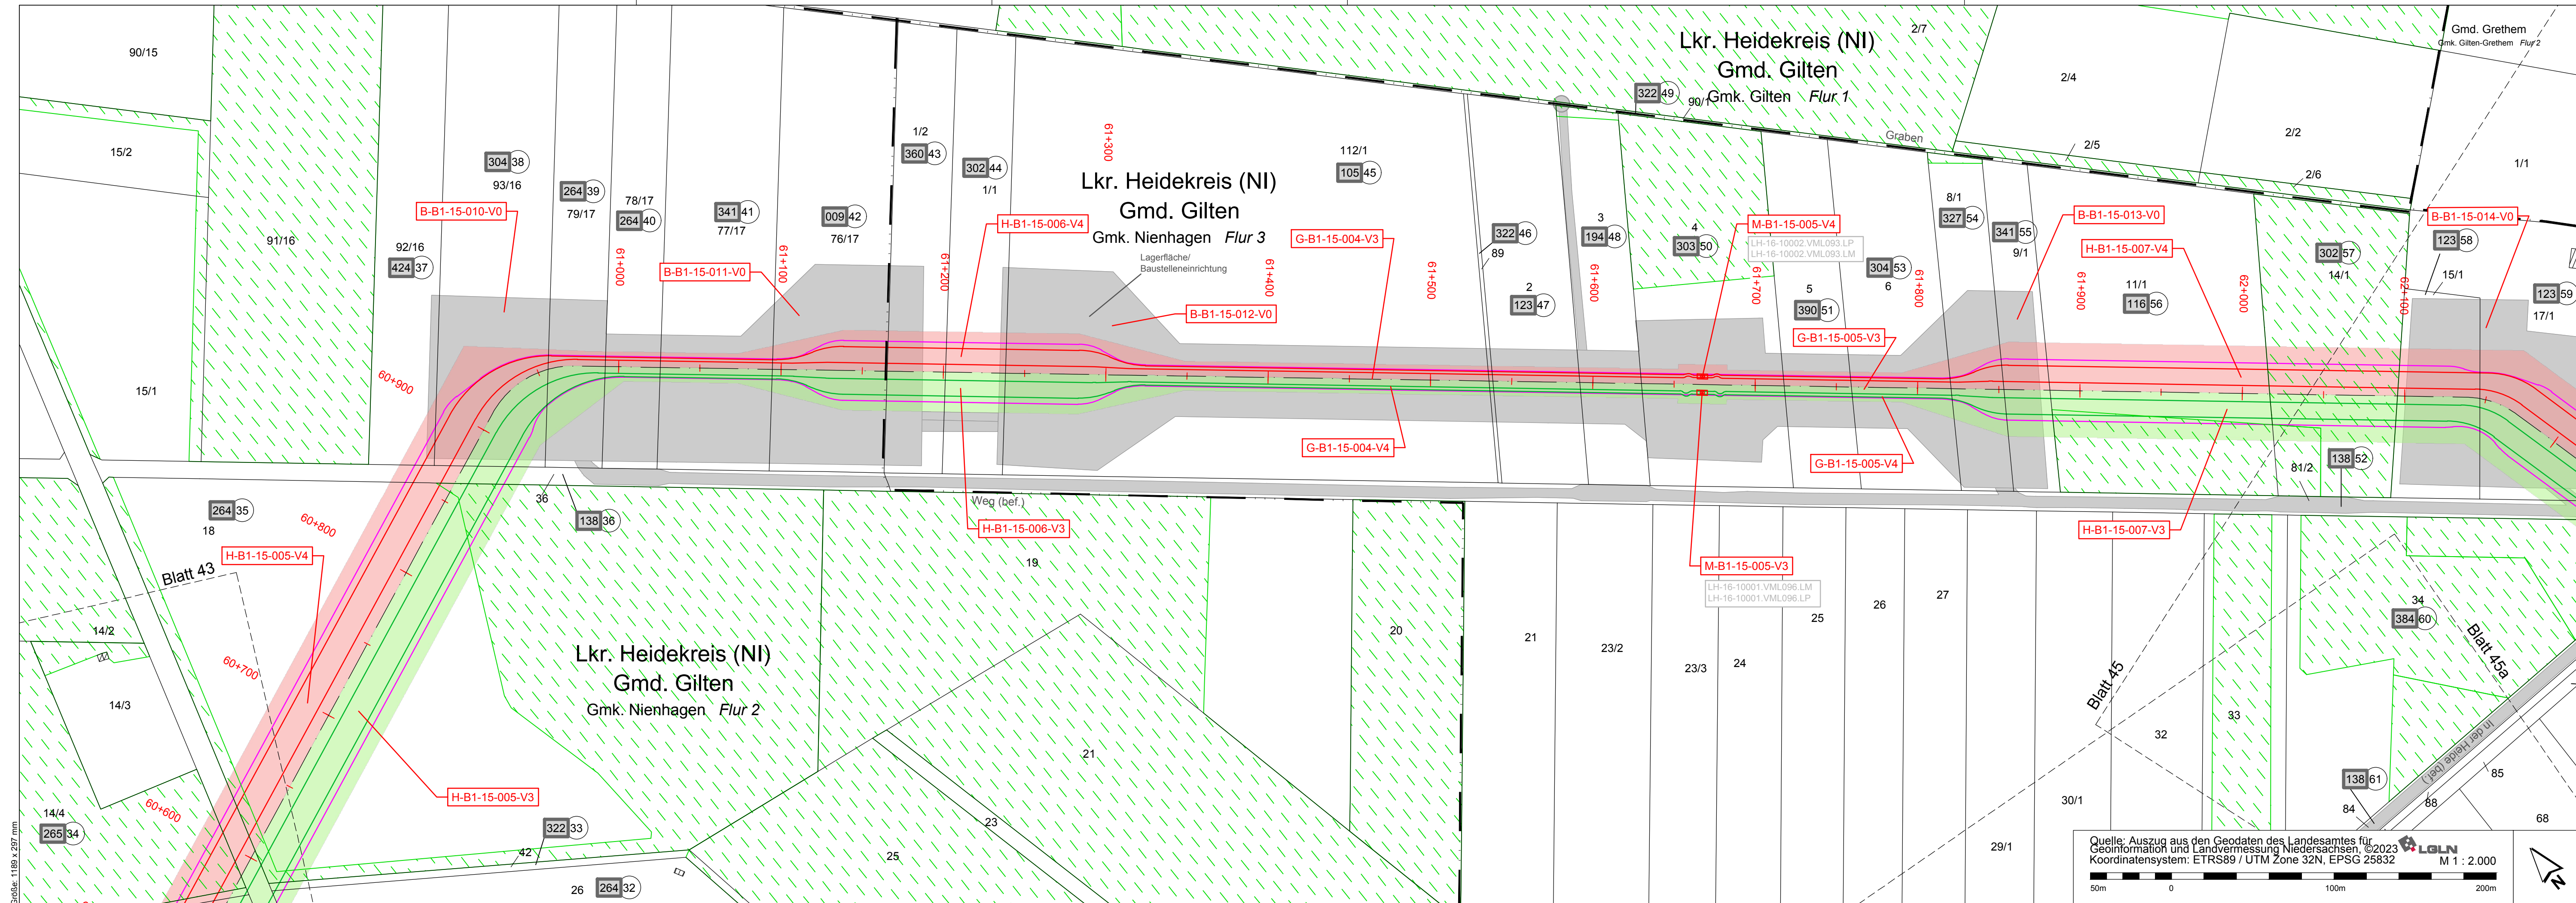 90/15
2/7
Lkr. Heidekreis (NI)
Gmd. Gilten
Gmk. Gilten Flur 1
Gmd. Grethem
Gmk. Gilten-Grethem Flur 2
2/4
322 49
90/1
Graben
2/2
2/5
1/1
2/6
15/2
304 38
93/16
264 39
79/17
78/17
264 40
341 41
77/17
009 42
76/17
1/2
360 43
302 44
1/1
61+300
Lkr. Heidekreis (NI)
Gmd. Gilten
Gmk. Nienhagen Flur 3
Lagerfläche/
Baustelleneinrichtung
112/1
105 45
322 46
89
2
123 47
3
194 48
4
303 50
M-B1-15-005-V4
LH-16-10002.VML093.LP
LH-16-10002.VML093.LM
304 53
6
5
390 51
8/1
327 54
341 55
9/1
B-B1-15-013-V0
H-B1-15-007-V4
11/1
116 56
302 57
14/1
B-B1-15-014-V0
123 58
15/1
123 59
17/1
91/16
92/16
424 37
B-B1-15-010-V0
61+000
B-B1-15-011-V0
61+100
61+200
H-B1-15-006-V4
G-B1-15-004-V3
61+400
B-B1-15-012-V0
61+500
61+600
61+700
61+800
G-B1-15-005-V3
61+900
62+000
62+100
15/1
60+900
G-B1-15-004-V4
G-B1-15-005-V4
138 52
81/2
264 35
18
60+800
H-B1-15-005-V4
36
138 36
Weg (bef.)
H-B1-15-006-V3
H-B1-15-007-V3
Blatt 43
19
M-B1-15-005-V3
LH-16-10001.VML096.LM
LH-16-10001.VML096.LP
14/2
60+700
14/3
Lkr. Heidekreis (NI)
Gmd. Gilten
Gmk. Nienhagen Flur 2
20
21
23/2
23/3
24
25
26
27
34
384 60
Blatt 45a
Blatt 45
33
32
In der Heide (bef.)
21
H-B1-15-005-V3
60+600
14/4
265 34
322 33
42
23
25
26
264 32
138 61
84
85
88
68
30/1
29/1
Größe: 1189 x 297 mm
Quelle: Auszug aus den Geodaten des Landesamtes für
Geoinformation und Landvermessung Niedersachsen, ©2023
LGLN
Koordinatensystem: ETRS89 / UTM Zone 32N, EPSG 25832
M 1 : 2.000
50m 0 100m 200m
N